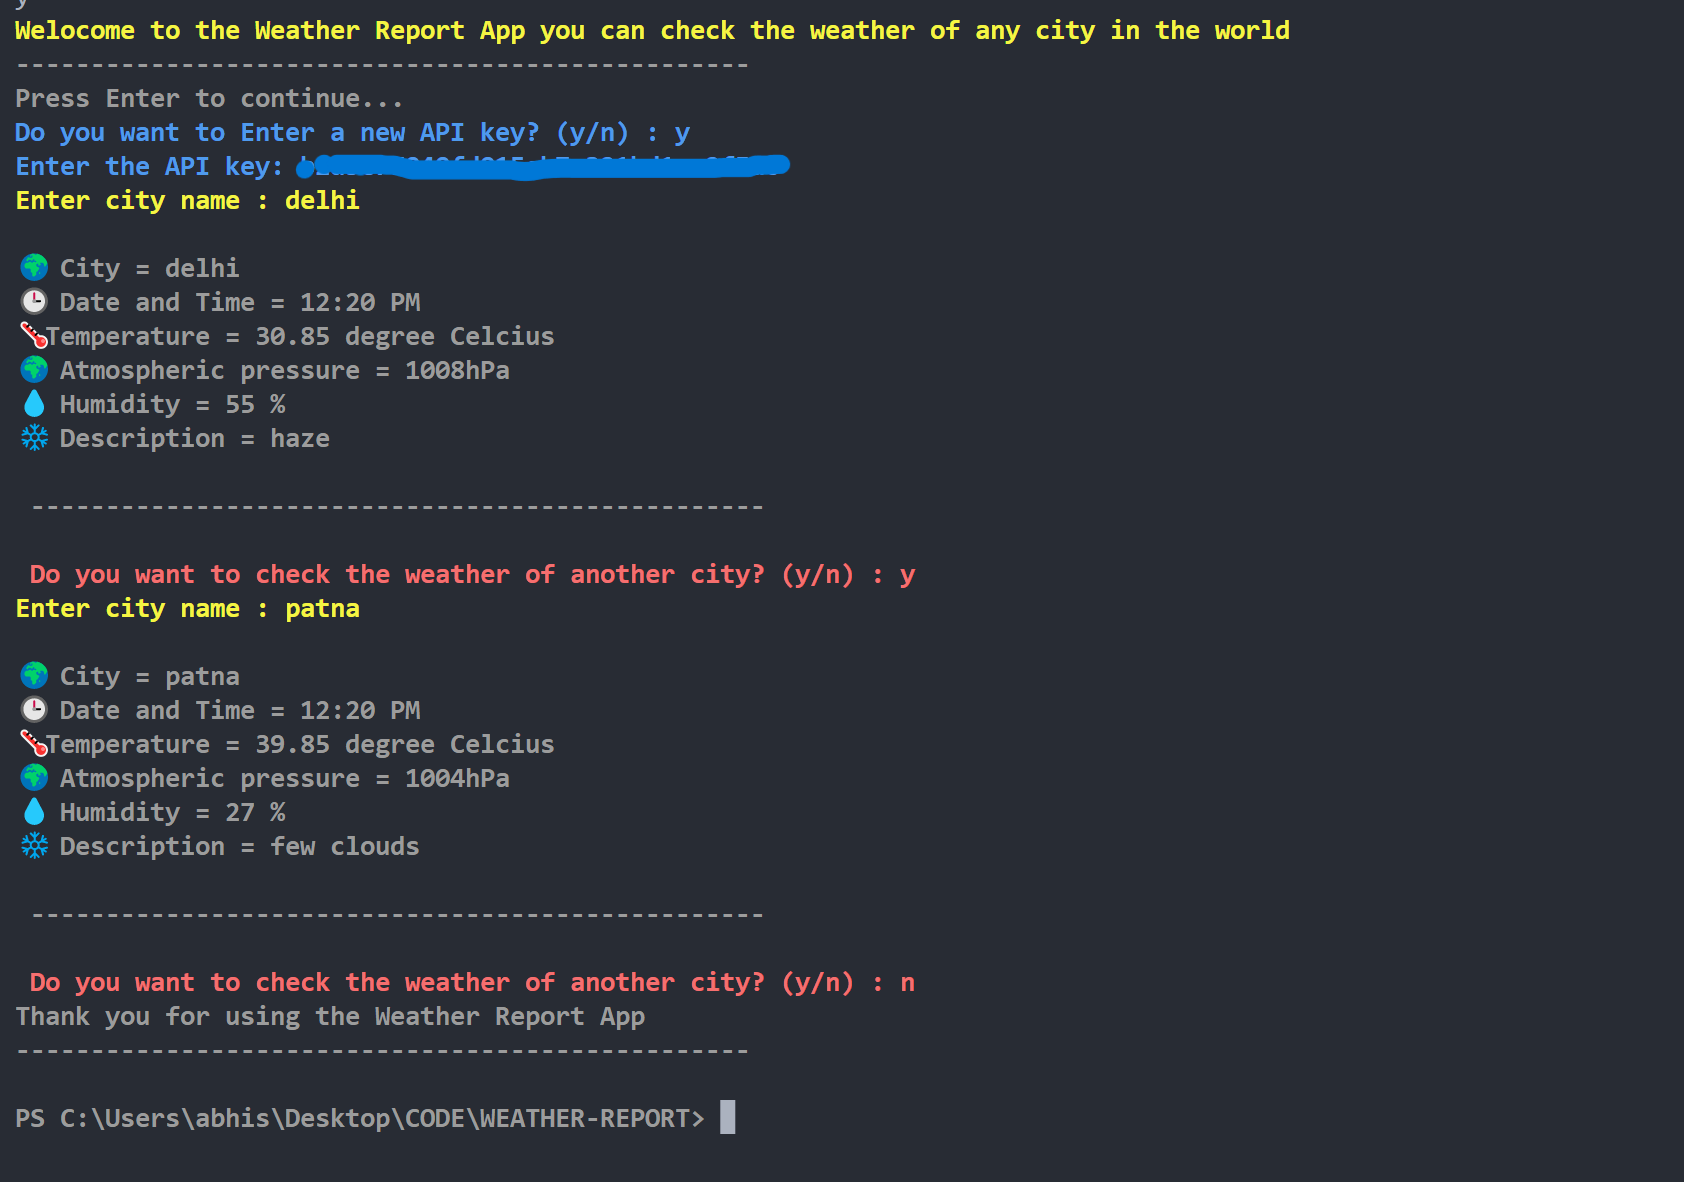 y
Welocome to the Weather Report App you can check the weather of any city in the world
-------------------------------------------------
Press Enter to continue...
Do you want to Enter a new API key? (y/n) : y
Enter the API key:
Enter city name : delhi
🌍 City = delhi
🕒 Date and Time = 12:20 PM
🌡️Temperature = 30.85 degree Celcius
🌍 Atmospheric pressure = 1008hPa
💧 Humidity = 55 %
❄️ Description = haze
-------------------------------------------------
Do you want to check the weather of another city? (y/n) : y
Enter city name : patna
🌍 City = patna
🕒 Date and Time = 12:20 PM
🌡️Temperature = 39.85 degree Celcius
🌍 Atmospheric pressure = 1004hPa
💧 Humidity = 27 %
❄️ Description = few clouds
-------------------------------------------------
Do you want to check the weather of another city? (y/n) : n
Thank you for using the Weather Report App
-------------------------------------------------
PS C:\Users\abhis\Desktop\CODE\WEATHER-REPORT>